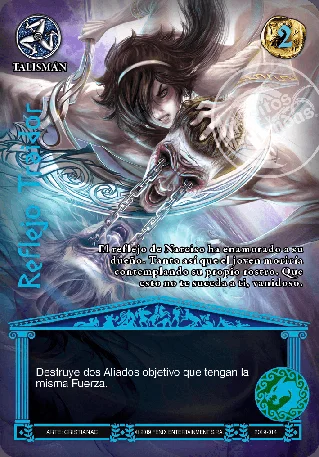 TALISMAN
2
Reflejo Traidor
El reflejo de Narciso ha enamorado a su
dueño. Tanto así que el joven moriría
contemplando su propio rostro. Que
esto no te suceda a ti, vanidoso.
Destruye dos Aliados objetivo que tengan la
misma Fuerza.